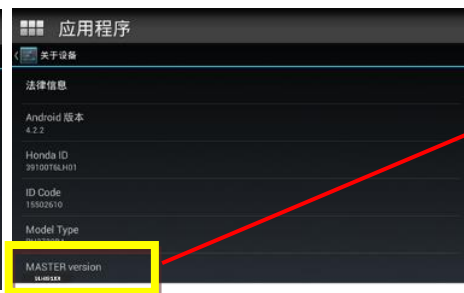 应用程序
关于设备
法律信息
Android 版本
4.2.2
Honda ID
39100T6LH01
ID Code
15502610
Model Type
MASTER version